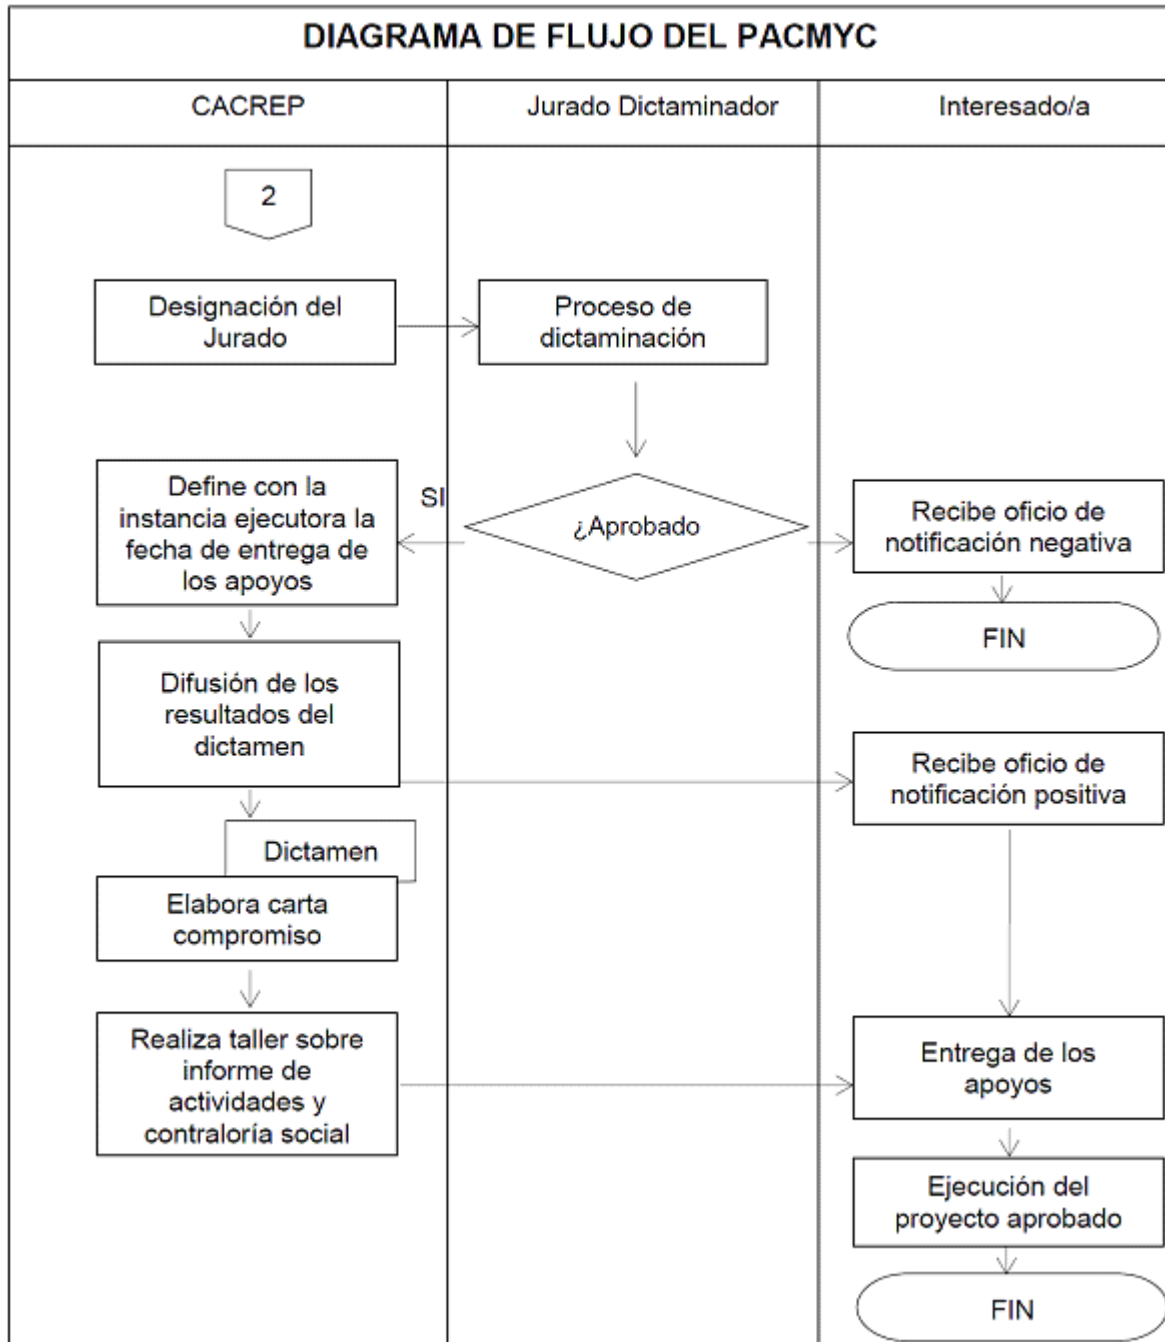 DIAGRAMA DE FLUJO DEL PACMYC
CACREP
Jurado Dictaminador
Interesado/a
2
Designación del
Jurado
Proceso de
dictaminación
Define con la
instancia ejecutora la
fecha de entrega de
los apoyos
SI
¿Aprobado
Recibe oficio de
notificación negativa
FIN
Difusión de los
resultados del
dictamen
Recibe oficio de
notificación positiva
Dictamen
Elabora carta
compromiso
Realiza taller sobre
informe de
actividades y
contraloría social
Entrega de los
apoyos
Ejecución del
proyecto aprobado
FIN